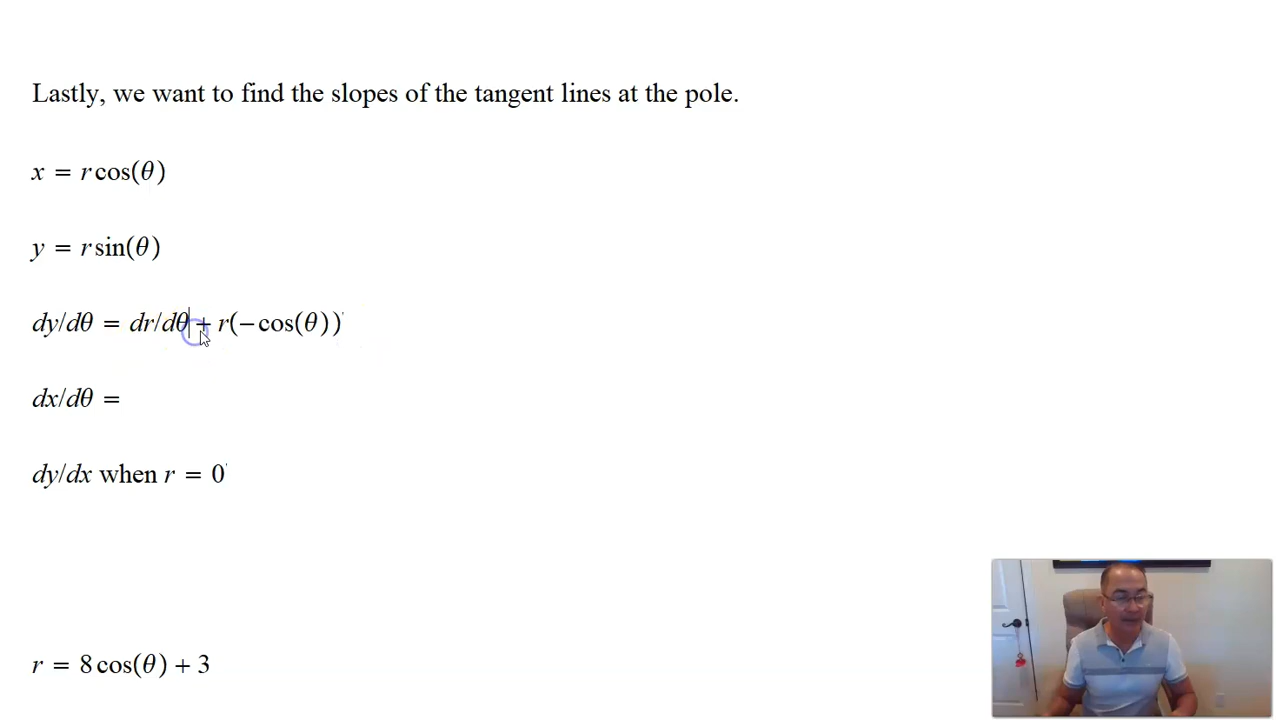 Lastly, we want to find the slopes of the tangent lines at the pole.
x = r cos(θ)
y = r sin(θ)
dy/dθ = dr/dθ + r(−cos(θ))
dx/dθ =
dy/dx when r = 0
r = 8 cos(θ) + 3